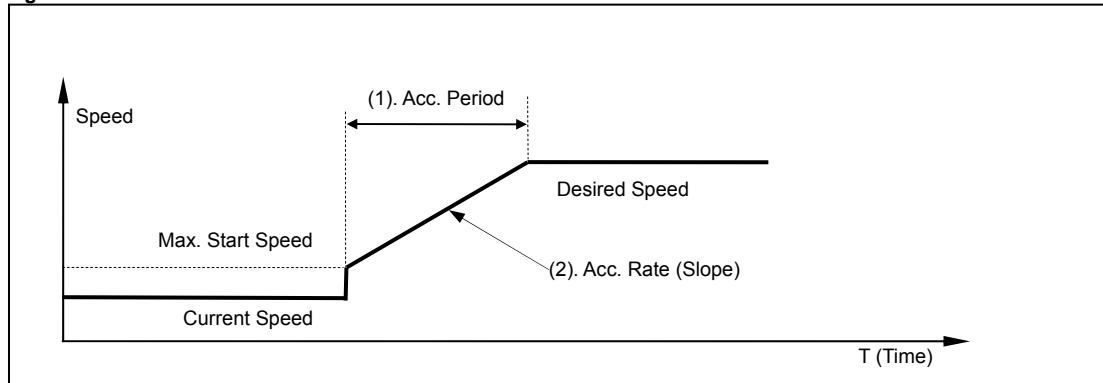 (1). Acc. Period
Speed
Desired Speed
Max. Start Speed
(2). Acc. Rate (Slope)
Current Speed
T (Time)